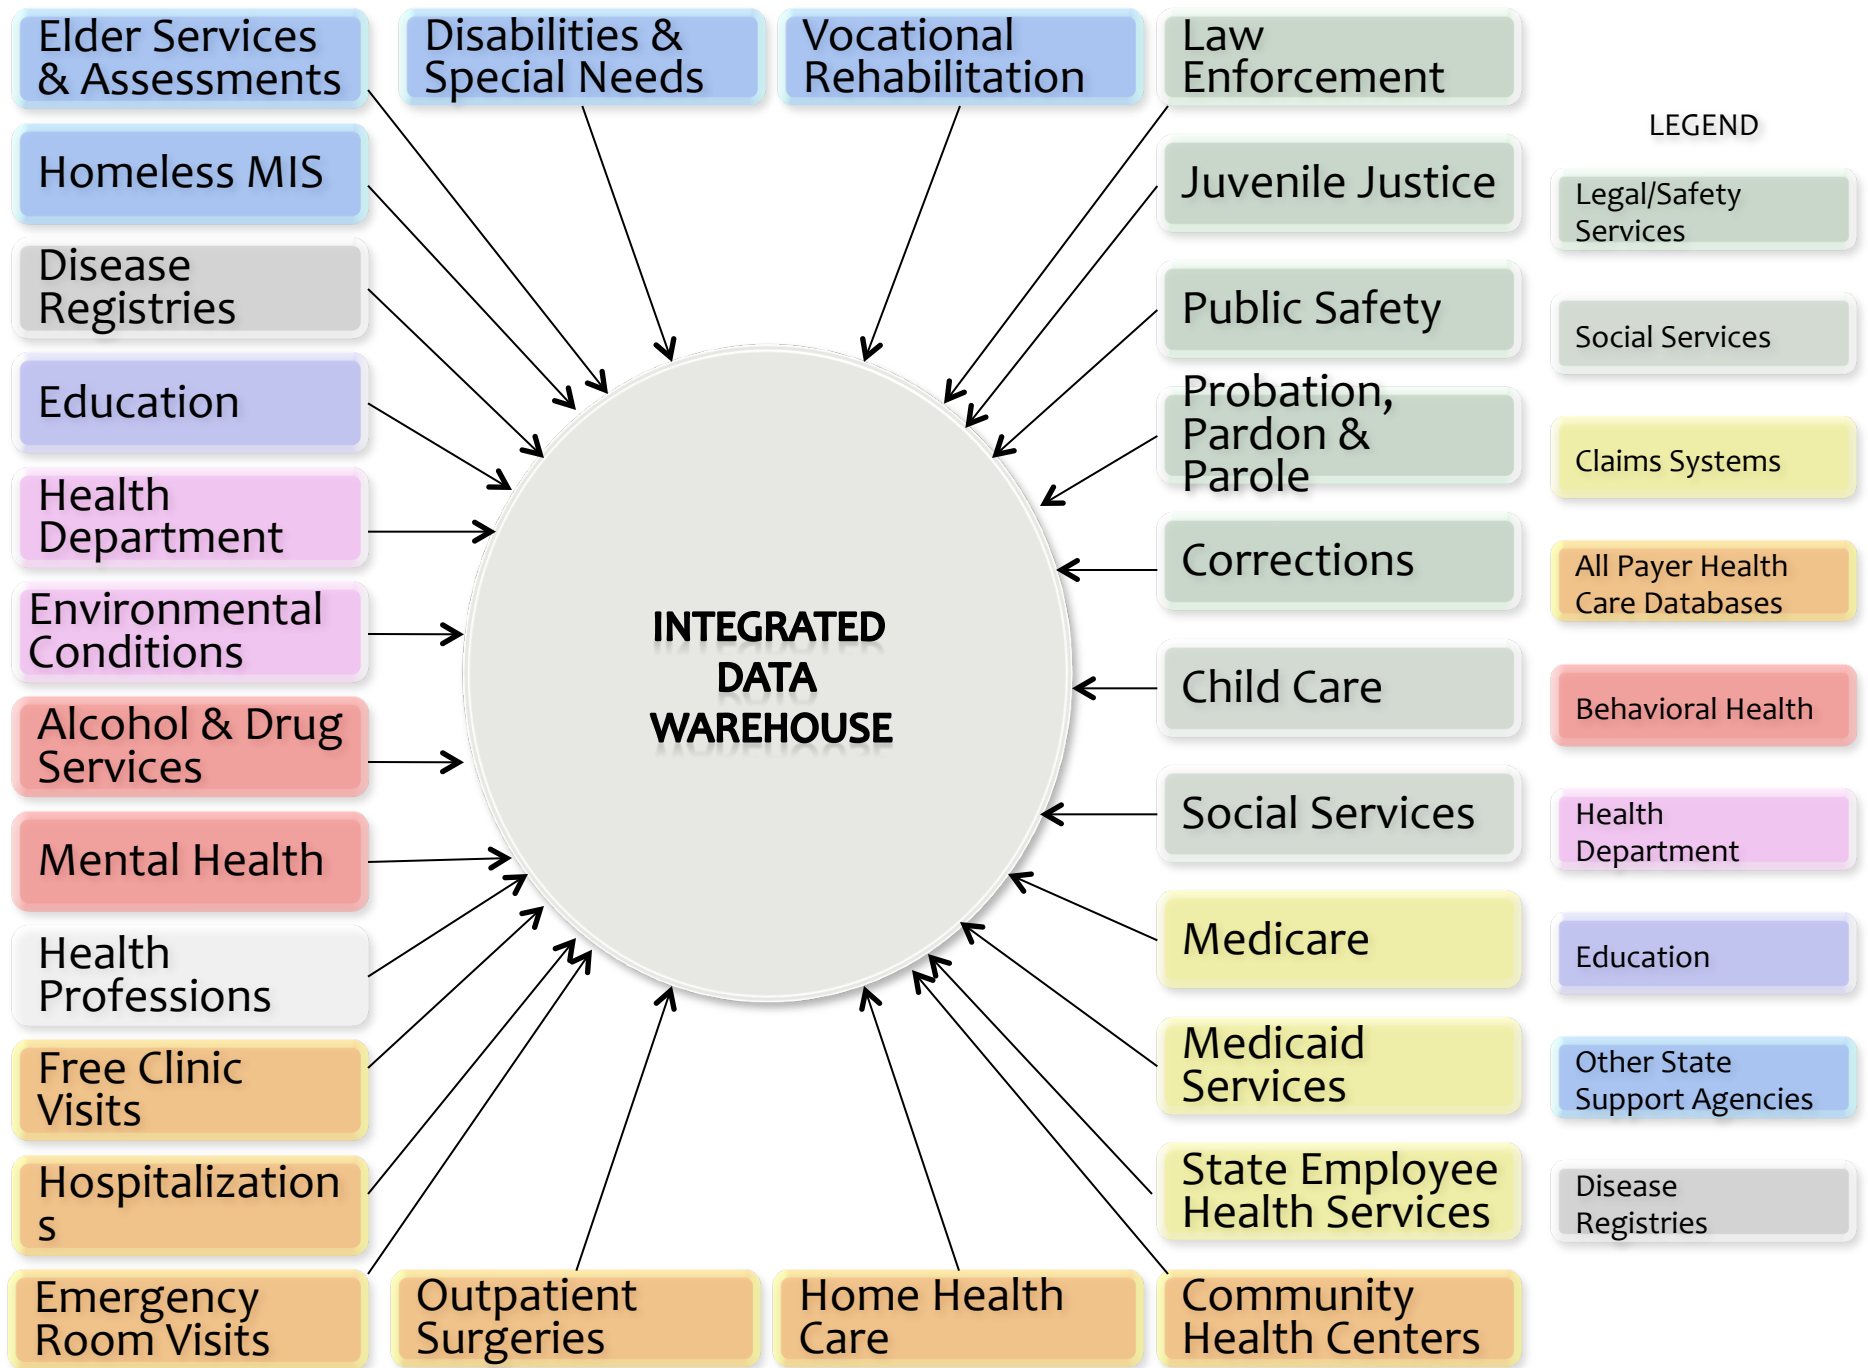 Elder Services
& Assessments
Disabilities &
Special Needs
Vocational
Rehabilitation
Law
Enforcement
Homeless MIS
Disease
Registries
Education
Health
Department
Environmental
Conditions
Alcohol & Drug
Services
Mental Health
Health
Professions
Free Clinic
Visits
Hospitalization
s
Emergency
Room Visits
Outpatient
Surgeries
Home Health
Care
Community
Health Centers
INTEGRATED
DATA
WAREHOUSE
Juvenile Justice
Public Safety
Probation,
Pardon &
Parole
Corrections
Child Care
Social Services
Medicare
Medicaid
Services
State Employee
Health Services
LEGEND
Legal/Safety
Services
Social Services
Claims Systems
All Payer Health
Care Databases
Behavioral Health
Health
Department
Education
Other State
Support Agencies
Disease
Registries